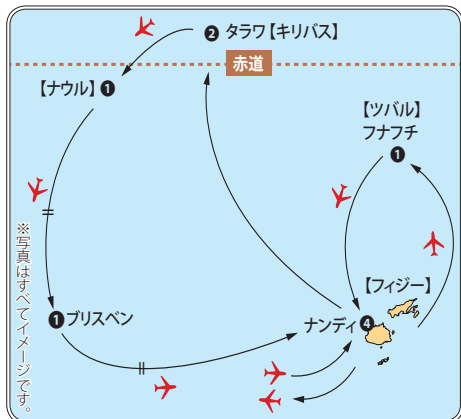 ❷ タラワ【キリバス】
赤道
【ナウル】❶
【ツバル】
フナフチ
❶
【フィジー】
ナンディ❹
❶ブリスベン
※写真はすべてイメージです。